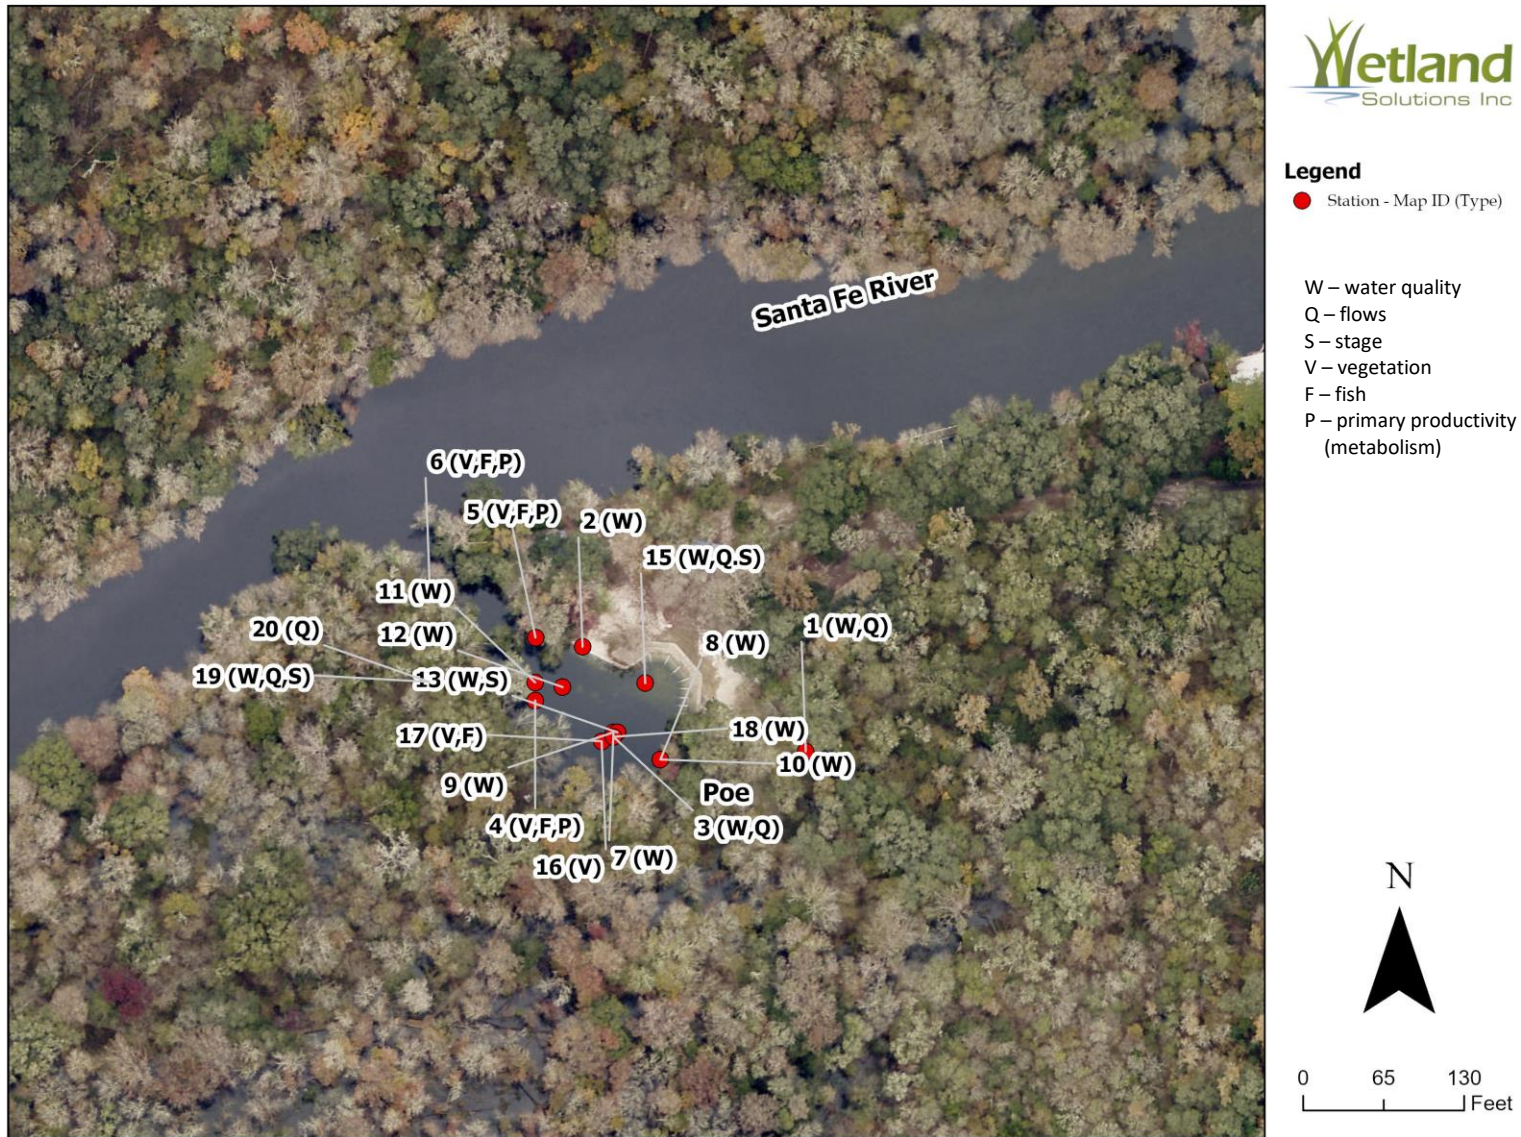 Wetland
Solutions Inc
Legend
Station - Map ID (Type)
W – water quality
Q – flows
S – stage
V – vegetation
F – fish
P – primary productivity
(metabolism)
Santa Fe River
6 (V,F,P)
5 (V,F,P)
2 (W)
15 (W,Q.S)
11 (W)
20 (Q)
12 (W)
1 (W,Q)
8 (W)
19 (W,Q,S)
13 (W,S)
17 (V,F)
18 (W)
10 (W)
9 (W)
Poe
4 (V,F,P)
3 (W,Q)
16 (V)
7 (W)
N
0 65 130
Feet